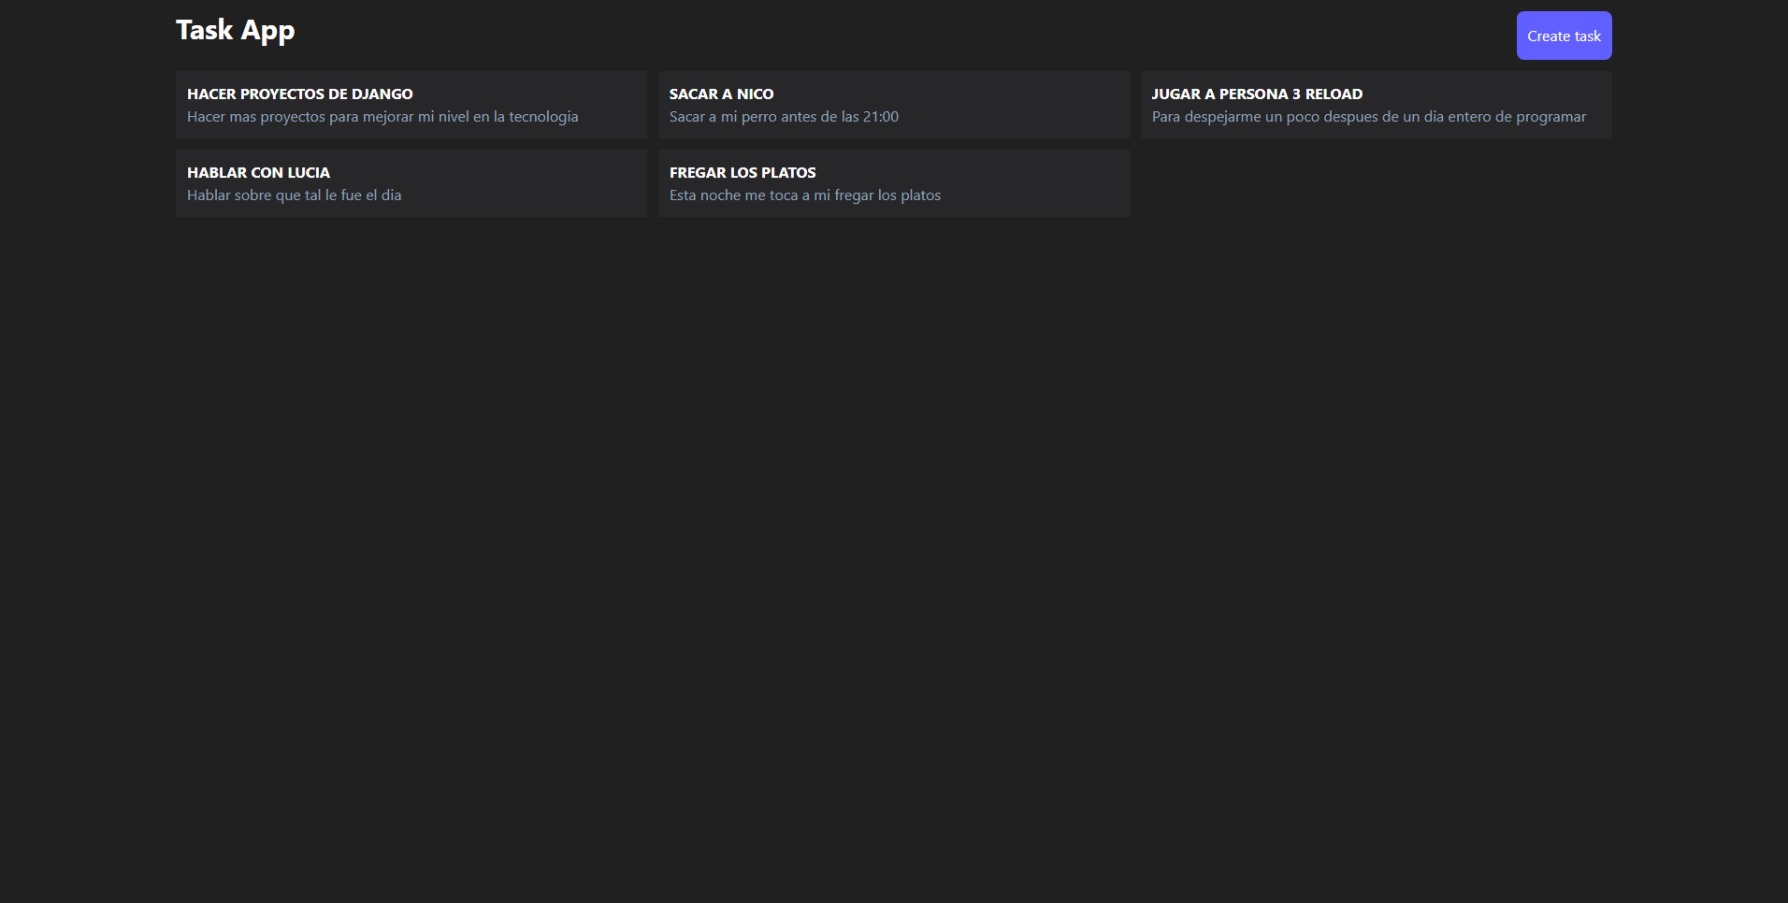 Task App
Create task
HACER PROYECTOS DE DJANGO
Hacer mas proyectos para mejorar mi nivel en la tecnologia
SACAR A NICO
Sacar a mi perro antes de las 21:00
JUGAR A PERSONA 3 RELOAD
Para despejarme un poco despues de un dia entero de programar
HABLAR CON LUCIA
Hablar sobre que tal le fue el dia
FREGAR LOS PLATOS
Esta noche me toca a mi fregar los platos